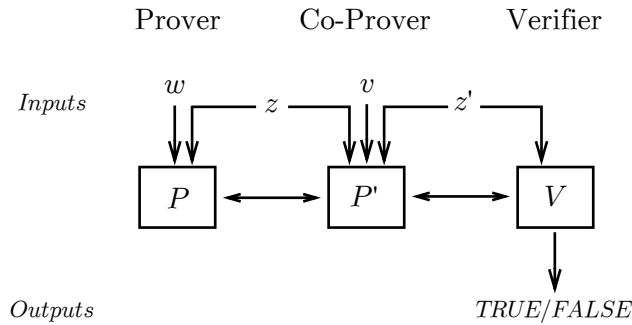 Prover Co-Prover Verifier
Inputs w z v z'
P P' V
Outputs TRUE/FALSE